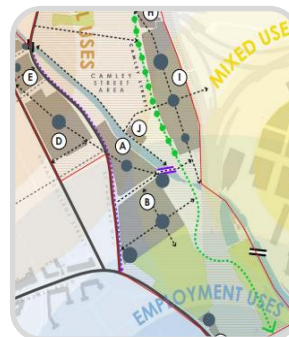 H
L USES
E
CAMLEY
STREET
AREA
I
MIXED USE
J
D
A
B
EMPLOYMENT USES